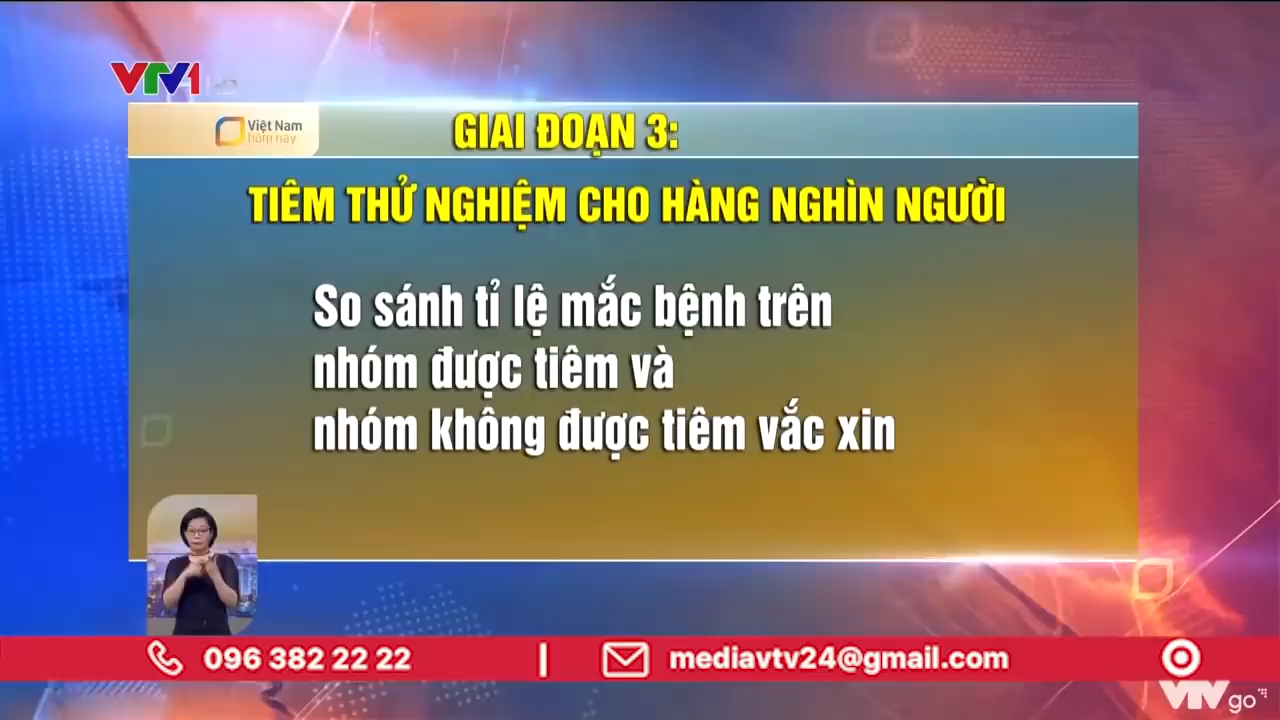 VTV1
Việt Nam
hôm nay
GIAI ĐOẠN 3:
TIÊM THỬ NGHIỆM CHO HÀNG NGHÌN NGƯỜI
So sánh tỉ lệ mắc bệnh trên
nhóm được tiêm và
nhóm không được tiêm vắc xin
096 382 22 22 | mediavtv24@gmail.com
VTV go